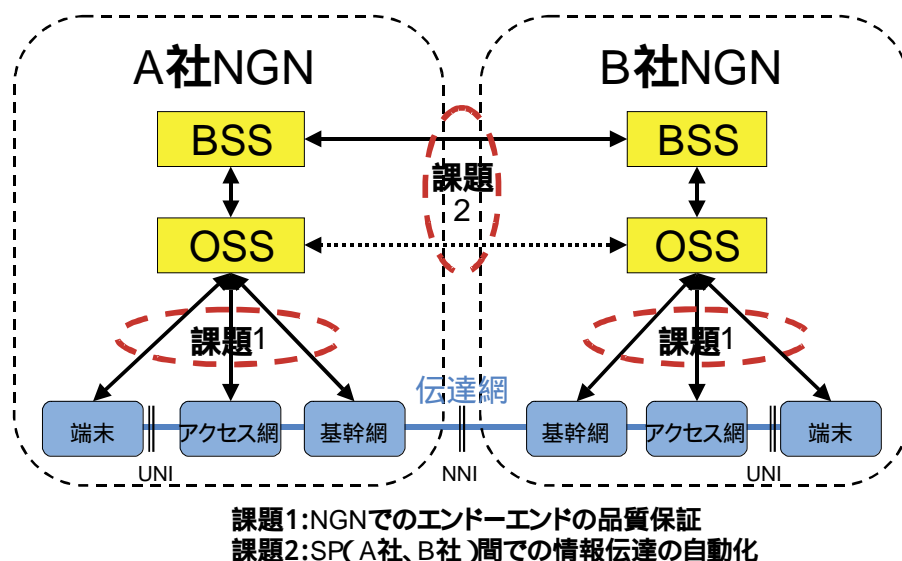 A社NGN
B社NGN
BSS
BSS
課題
2
OSS
OSS
課題1
課題1
伝達網
端末
アクセス網
基幹網
基幹網
アクセス網
端末
UNI
NNI
UNI
課題1:NGNでのエンドーエンドの品質保証
課題2:SP(A社、B社)間での情報伝達の自動化